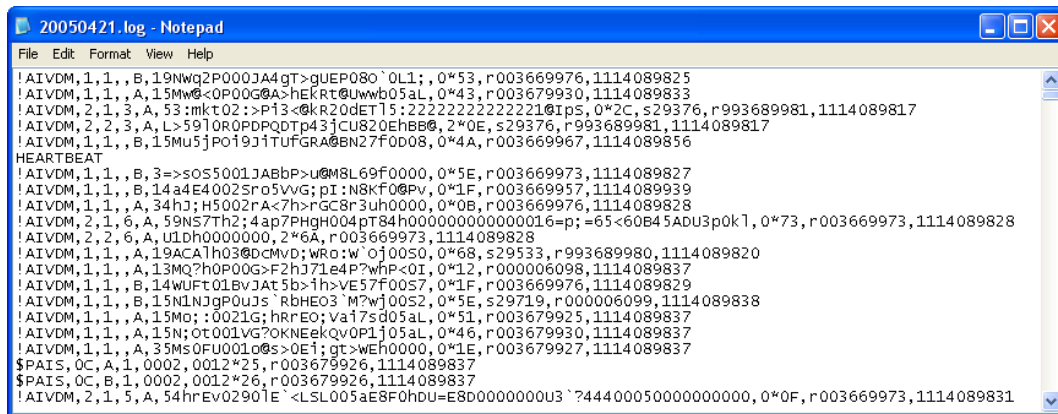 20050421.log - Notepad
File Edit Format View Help
!AIVDM,1,1,,B,19NWq2P000JA4gT>gUEP08O`0L1;,0*53,r003669976,1114089825
!AIVDM,1,1,,A,15Mw@<0P00G@A>hEkRt@Uwwb05aL,0*43,r003679930,1114089833
!AIVDM,2,1,3,A,53:mkt02:>Pi3<@kR20dETl5:22222222222221@IpS,0*2C,s29376,r993689981,1114089817
!AIVDM,2,2,3,A,L>59l0R0PDPQDTp43jCU820EhBB@,2*0E,s29376,r993689981,1114089817
!AIVDM,1,1,,B,15Mu5jPOi9JiTUfGRA@BN27f0D08,0*4A,r003669967,1114089856
HEARTBEAT
!AIVDM,1,1,,B,3=>sOS5001JABbP>u@M8L69f0000,0*5E,r003669973,1114089827
!AIVDM,1,1,,B,14a4E4002Sro5VvG;pI:N8Kf0@Pv,0*1F,r003669957,1114089939
!AIVDM,1,1,,A,34hJ;H5002rA<7h>rGC8r3uh0000,0*0B,r003669976,1114089828
!AIVDM,2,1,6,A,59NS7Th2;4ap7PHgH004pT84h000000000000016=p;=65<60B45ADU3p0kl,0*73,r003669973,1114089828
!AIVDM,2,2,6,A,U1Dh0000000,2*6A,r003669973,1114089828
!AIVDM,1,1,,A,19ACAlh03@DcMvD;WRo:W`Oj00S0,0*68,s29533,r993689980,1114089820
!AIVDM,1,1,,A,13MQ?h0P00G>F2hJ71e4P?whP<0I,0*12,r000006098,1114089837
!AIVDM,1,1,,B,14WUFt01BvJAt5b>ih>VE57f00S7,0*1F,r003669976,1114089829
!AIVDM,1,1,,B,15N1NJgP0uJs`RbHEO3`M?wj00S2,0*5E,s29719,r000006099,1114089838
!AIVDM,1,1,,A,15Mo;:0021G;hRrEO;Vai7sd05aL,0*51,r003679925,1114089837
!AIVDM,1,1,,A,15N;Ot001VG?OKNEekQv0P1j05aL,0*46,r003679930,1114089837
!AIVDM,1,1,,A,35Ms0FU001o@s>0Ei;gt>WEh0000,0*1E,r003679927,1114089837
$PAIS,0C,A,1,0002,0012*25,r003679926,1114089837
$PAIS,0C,B,1,0002,0012*26,r003679926,1114089837
!AIVDM,2,1,5,A,54hrEv0290lE`<LSL005aE8F0hDU=E8D0000000U3`?44400050000000000,0*0F,r003669973,1114089831